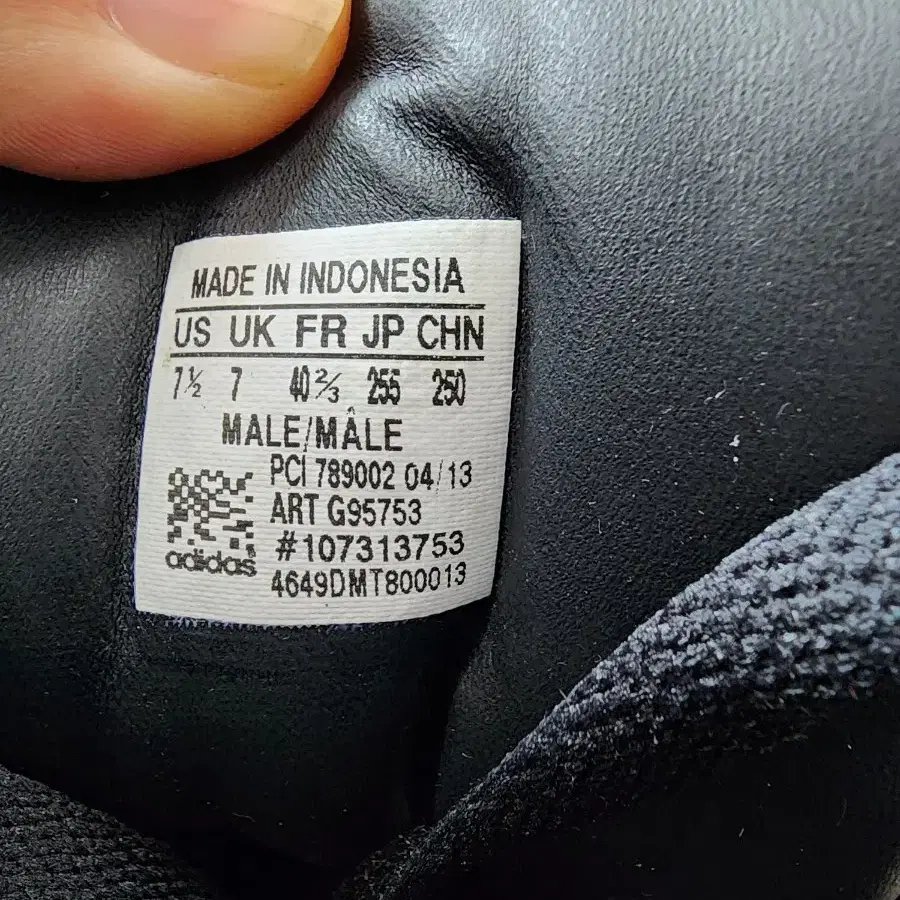 MADE IN INDONESIA
US UK FR JP CHN
7½ 7 40⅔ 255 250
MALE/MÂLE
PCI 789002 04/13
ART G95753
#107313753
4649DMT800013
adidas